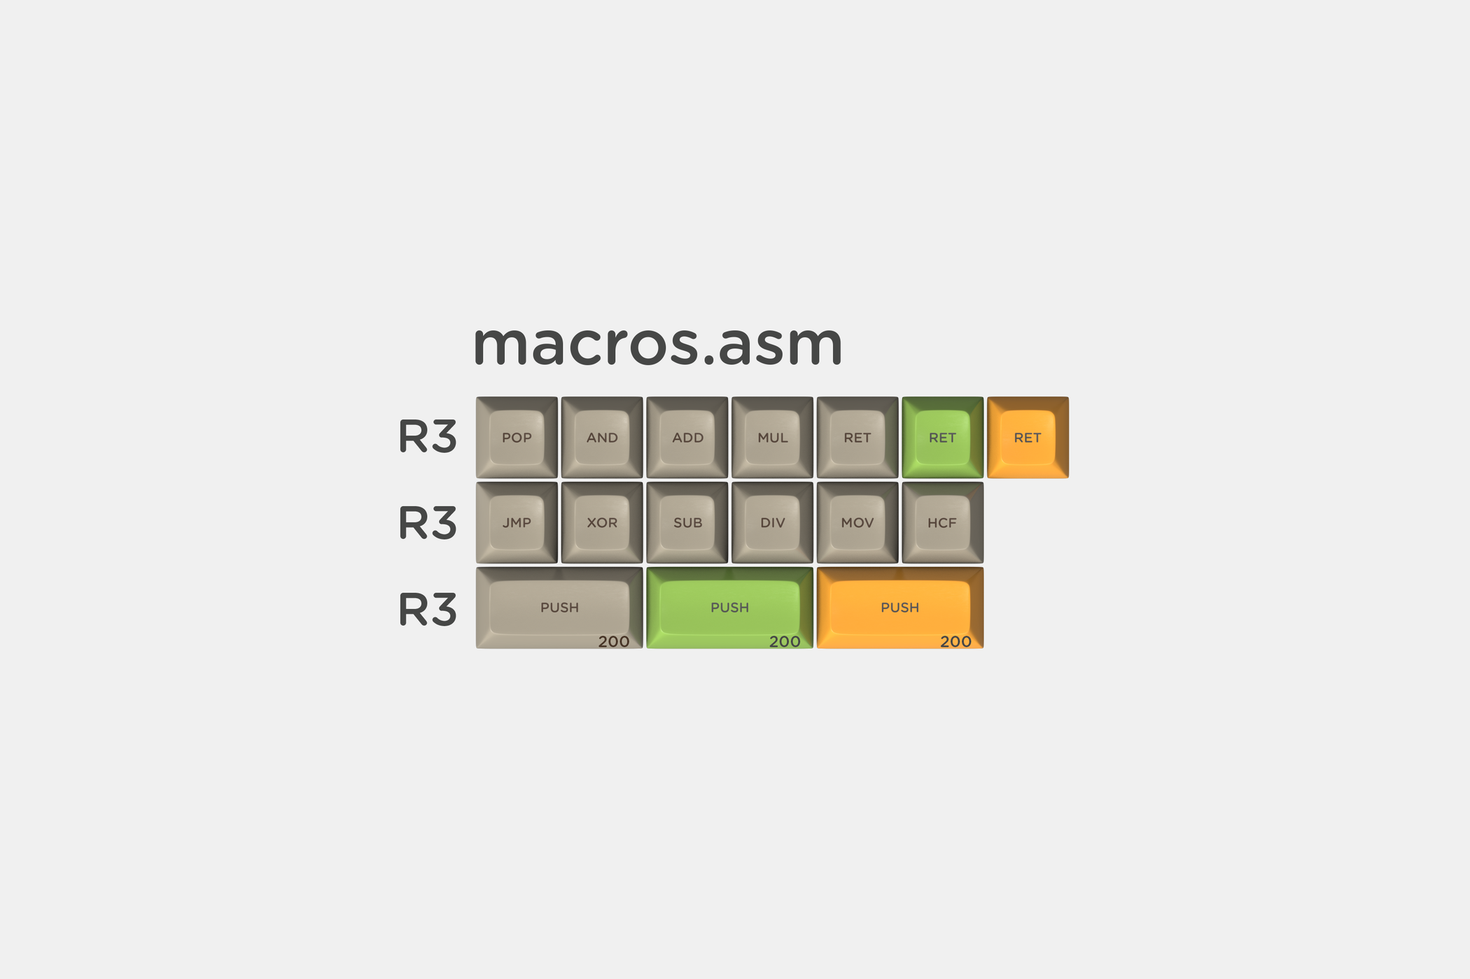 macros.asm
R3 POP AND ADD MUL RET RET RET
R3 JMP XOR SUB DIV MOV HCF
R3 PUSH PUSH PUSH
200 200 200